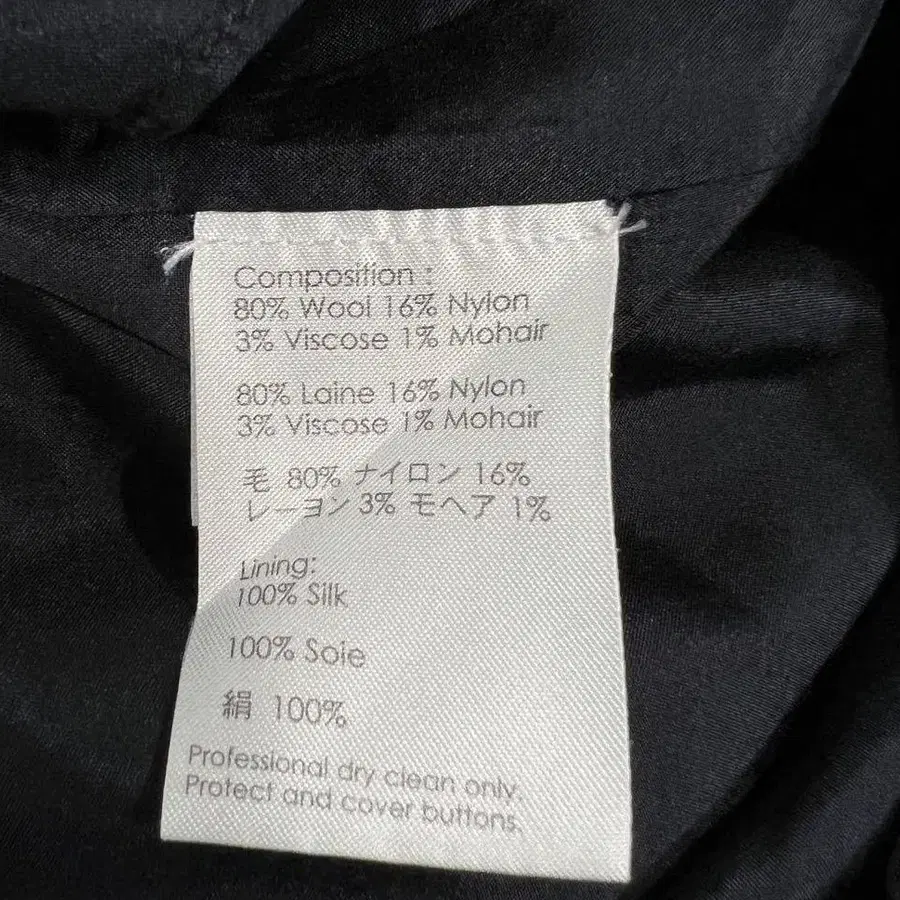 Composition :
80% Wool 16% Nylon
3% Viscose 1% Mohair
80% Laine 16% Nylon
3% Viscose 1% Mohair
毛 80% ナイロン 16%
レーヨン 3% モヘア 1%
Lining:
100% Silk
100% Soie
絹 100%
Professional dry clean only.
Protect and cover buttons.